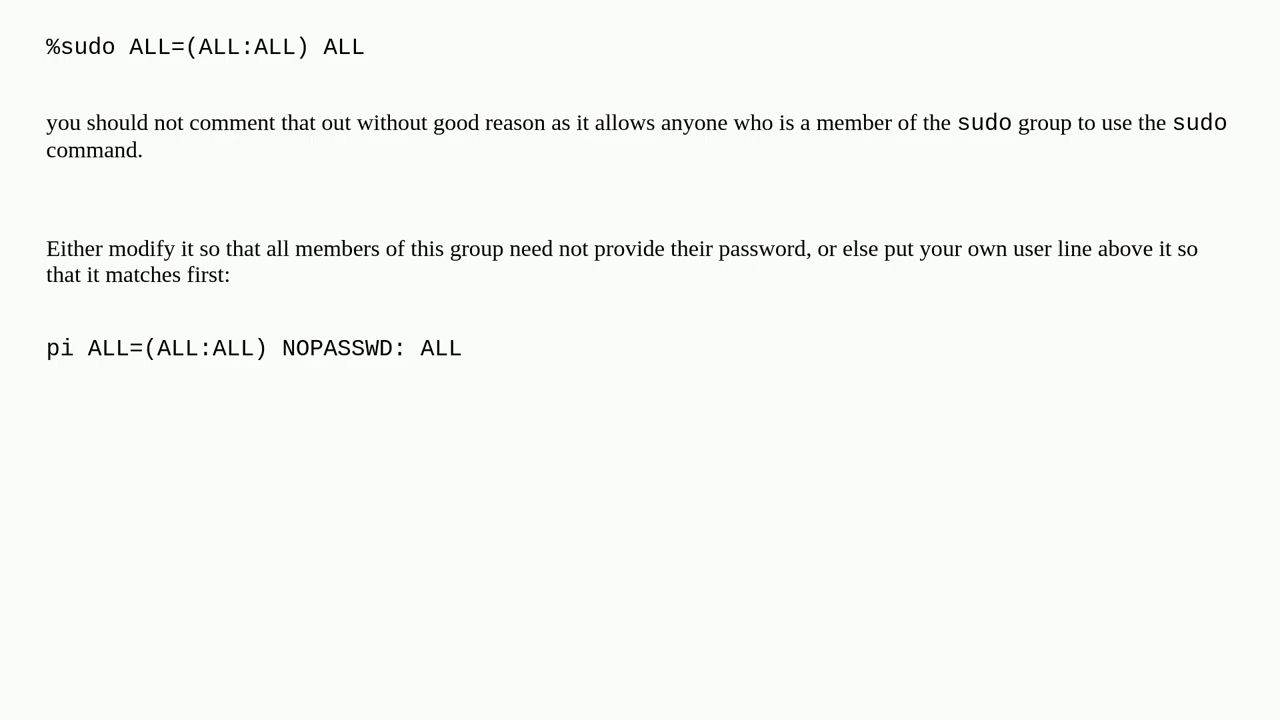 %sudo ALL=(ALL:ALL) ALL
you should not comment that out without good reason as it allows anyone who is a member of the sudo group to use the sudo
command.
Either modify it so that all members of this group need not provide their password, or else put your own user line above it so
that it matches first:
pi ALL=(ALL:ALL) NOPASSWD: ALL